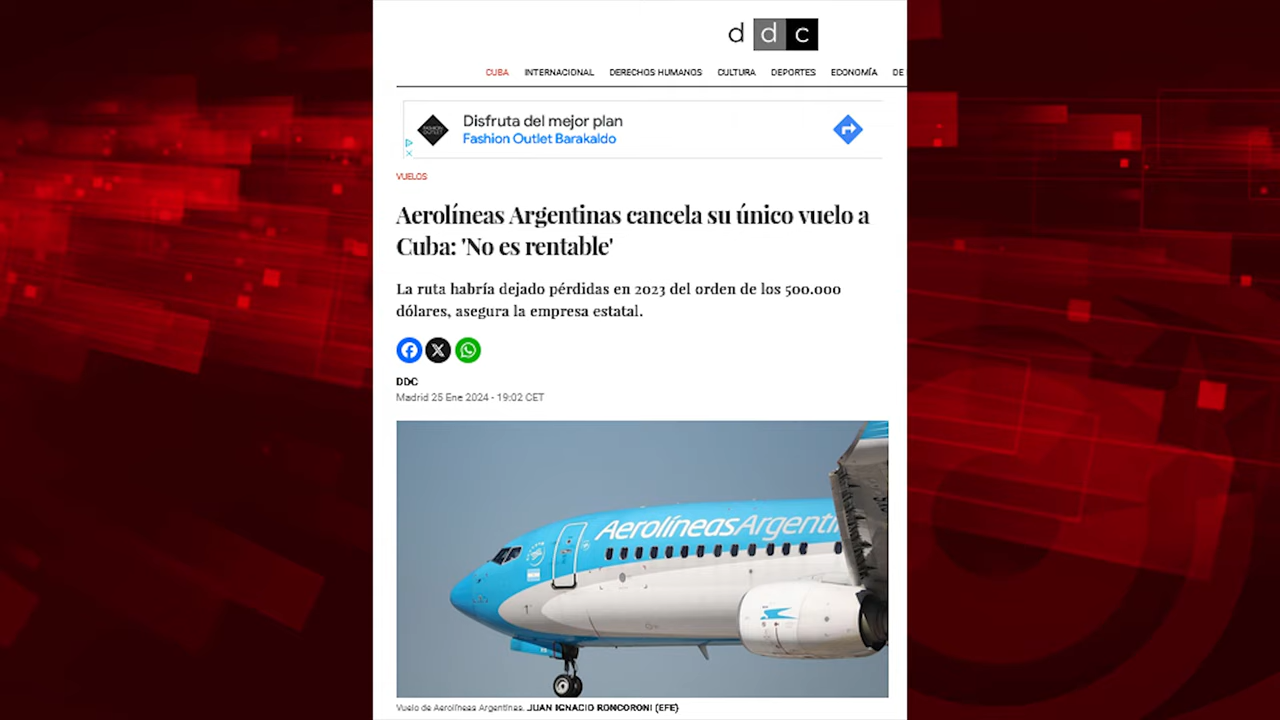 d d c
CUBA INTERNACIONAL DERECHOS HUMANOS CULTURA DEPORTES ECONOMÍA DE
Disfruta del mejor plan
Fashion Outlet Barakaldo
VUELOS
Aerolíneas Argentinas cancela su único vuelo a
Cuba: 'No es rentable'
La ruta habría dejado pérdidas en 2023 del orden de los 500.000
dólares, asegura la empresa estatal.
DDC
Madrid 25 Ene 2024 - 19:02 CET
AerolíneasArgenti
Vuelo de Aerolíneas Argentinas. JUAN IGNACIO RONCORONI (EFE)